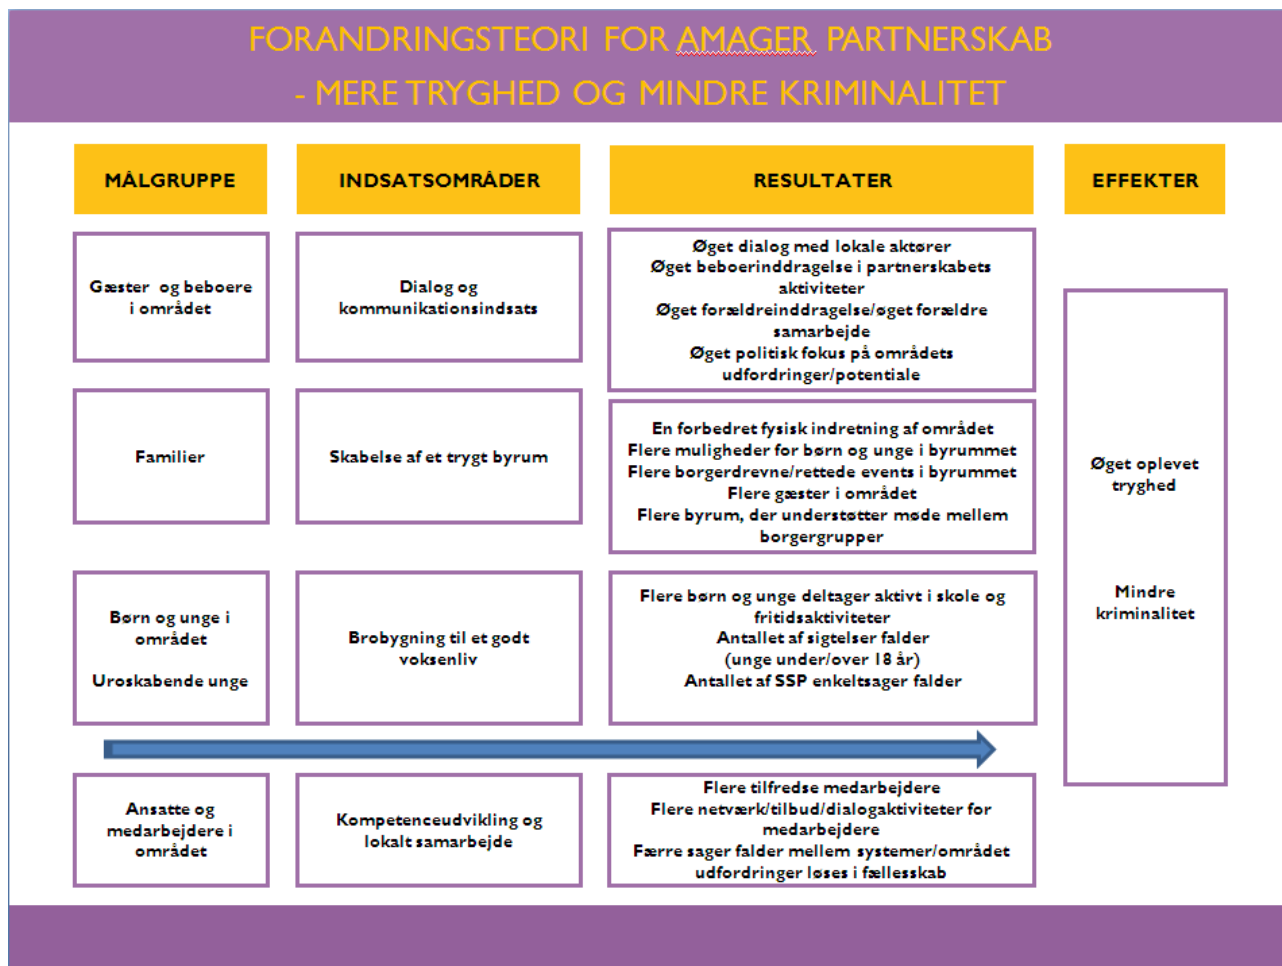 FORANDRINGSTEORI FOR AMAGER PARTNERSKAB
- MERE TRYGHED OG MINDRE KRIMINALITET
MÅLGRUPPE
INDSATSOMRÅDER
RESULTATER
EFFEKTER
Gæster og beboere
i området
Dialog og
kommunikationsindsats
Øget dialog med lokale aktører
Øget beboerinddragelse i partnerskabets
aktiviteter
Øget forældreinddragelse/øget forældre
samarbejde
Øget politisk fokus på områdets
udfordringer/potentiale
Familier
Skabelse af et trygt byrum
En forbedret fysisk indretning af området
Flere muligheder for børn og unge i byrummet
Flere borgerdrevne/rettede events i byrummet
Flere gæster i området
Flere byrum, der understøtter møde mellem
borgergrupper
Børn og unge i
området
Uroskabende unge
Brobygning til et godt
voksenliv
Flere børn og unge deltager aktivt i skole og
fritidsaktiviteter
Antallet af sigtelser falder
(unge under/over 18 år)
Antallet af SSP enkeltsager falder
Ansatte og
medarbejdere i
området
Kompetenceudvikling og
lokalt samarbejde
Flere tilfredse medarbejdere
Flere netværk/tilbud/dialogaktiviteter for
medarbejdere
Færre sager falder mellem systemer/området
udfordringer løses i fællesskab
Øget oplevet
tryghed
Mindre
kriminalitet